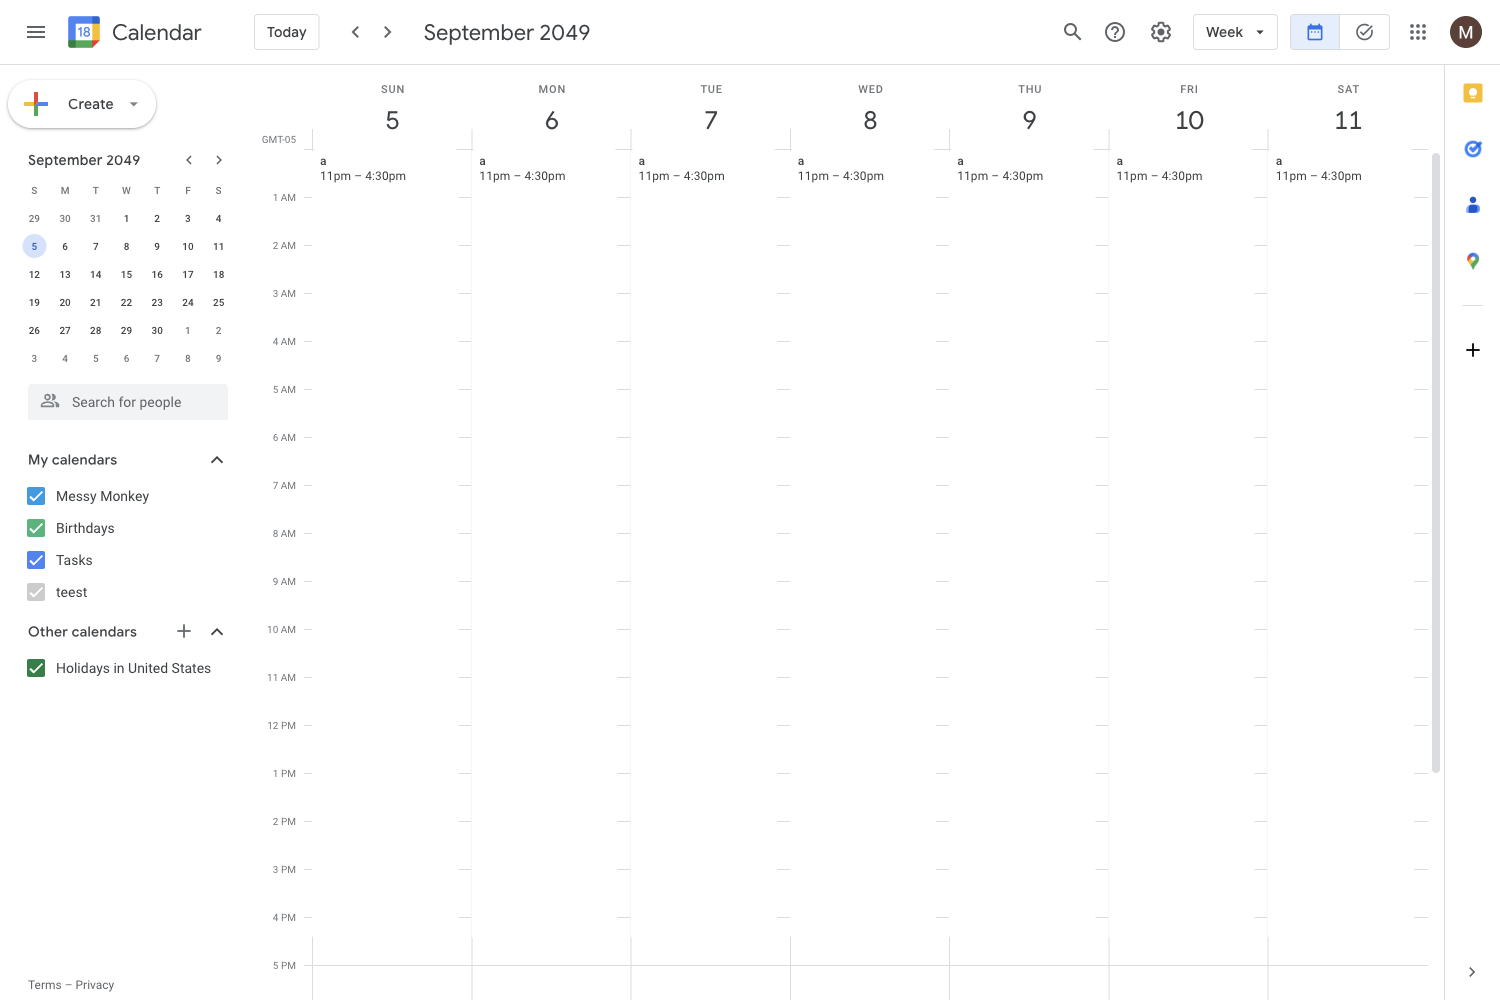 18
Calendar
Today
September 2049
Week
M
Create
September 2049
S M T W T F S
29 30 31 1 2 3 4
5 6 7 8 9 10 11
12 13 14 15 16 17 18
19 20 21 22 23 24 25
26 27 28 29 30 1 2
3 4 5 6 7 8 9
Search for people
My calendars
Messy Monkey
Birthdays
Tasks
teest
Other calendars
Holidays in United States
Terms – Privacy
SUN MON TUE WED THU FRI SAT
5 6 7 8 9 10 11
GMT-05
a a a a a a a
11pm – 4:30pm 11pm – 4:30pm 11pm – 4:30pm 11pm – 4:30pm 11pm – 4:30pm 11pm – 4:30pm 11pm – 4:30pm
1 AM
2 AM
3 AM
4 AM
5 AM
6 AM
7 AM
8 AM
9 AM
10 AM
11 AM
12 PM
1 PM
2 PM
3 PM
4 PM
5 PM